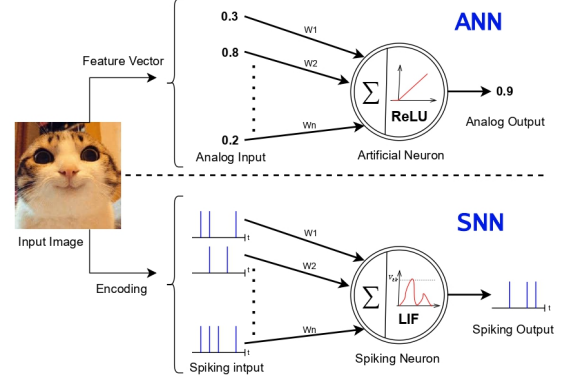 ANN
0.3
W1
0.8
Feature Vector
W2
Σ
ReLU
0.9
Analog Output
Wn
0.2
Analog Input
Artificial Neuron
SNN
Input Image
t
W1
t
W2
Encoding
Vth
Σ
LIF
t
Spiking Output
Wn
t
Spiking intput
Spiking Neuron